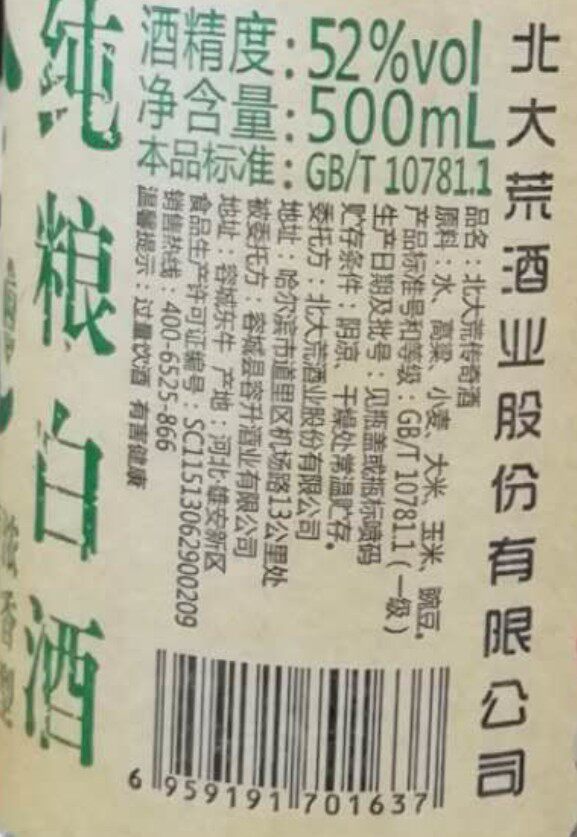 纯粮白酒
浓香型
酒精度：52%vol
净含量：500mL
本品标准：GB/T 10781.1
北大荒酒业股份有限公司
品名：北大荒传奇酒
原料：水、高粱、小麦、大米、玉米、豌豆。
产品标准号和等级：GB/T 10781.1（一级）
生产日期及批号：见瓶盖或瓶标喷码
贮存条件：阴凉、干燥处常温贮存。
委托方：北大荒酒业股份有限公司
地址：哈尔滨市道里区机场路13公里处
被委托方：容城县容升酒业有限公司
地址：容城东牛 产地：河北·雄安新区
食品生产许可证编号：SC11513062900209
销售热线：400-6525-866
温馨提示：过量饮酒 有害健康
6 959191 701637